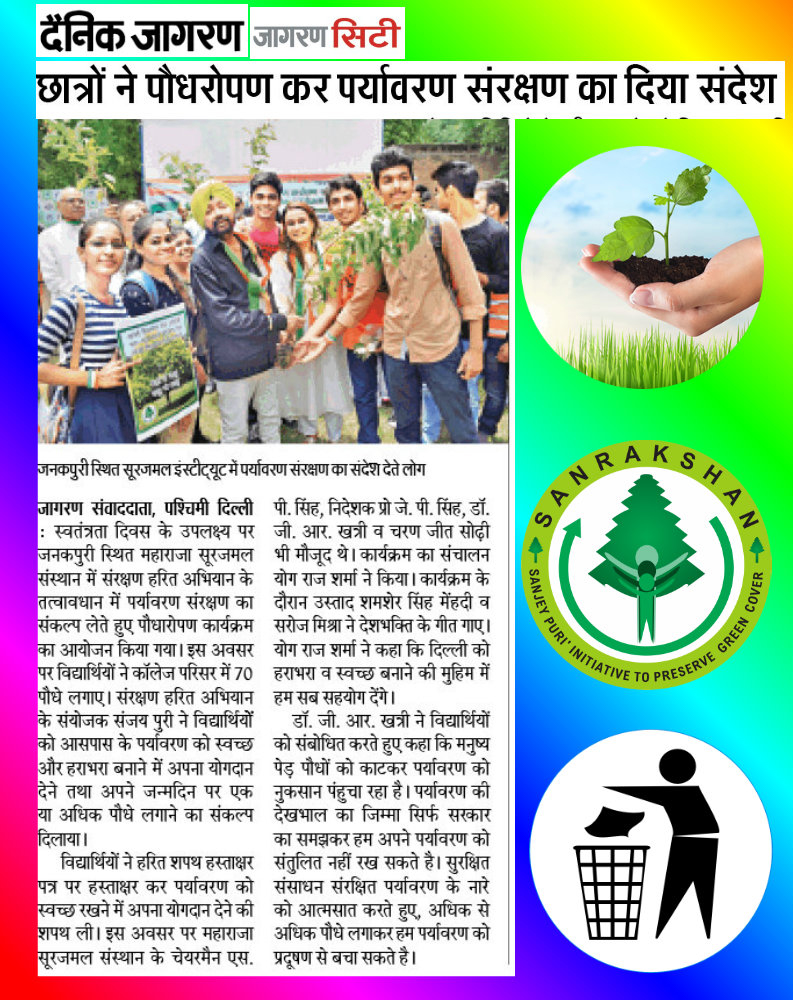 दैनिक जागरण जागरण सिटी
छात्रों ने पौधरोपण कर पर्यावरण संरक्षण का दिया संदेश
जनकपुरी स्थित सूरजमल इंस्टीट्यूट में पर्यावरण संरक्षण का संदेश देते लोग
जागरण संवाददाता, पश्चिमी दिल्ली
: स्वतंत्रता दिवस के उपलक्ष्य पर
जनकपुरी स्थित महाराजा सूरजमल
संस्थान में संरक्षण हरित अभियान के
तत्वावधान में पर्यावरण संरक्षण का
संकल्प लेते हुए पौधारोपण कार्यक्रम
का आयोजन किया गया। इस अवसर
पर विद्यार्थियों ने कॉलेज परिसर में 70
पौधे लगाए। संरक्षण हरित अभियान
के संयोजक संजय पुरी ने विद्यार्थियों
को आसपास के पर्यावरण को स्वच्छ
और हराभरा बनाने में अपना योगदान
देने तथा अपने जन्मदिन पर एक
या अधिक पौधे लगाने का संकल्प
दिलाया।
विद्यार्थियों ने हरित शपथ हस्ताक्षर
पत्र पर हस्ताक्षर कर पर्यावरण को
स्वच्छ रखने में अपना योगदान देने की
शपथ ली। इस अवसर पर महाराजा
सूरजमल संस्थान के चेयरमैन एस.
पी. सिंह, निदेशक प्रो जे. पी. सिंह, डॉ.
जी. आर. खत्री व चरण जीत सोढ़ी
भी मौजूद थे। कार्यक्रम का संचालन
योग राज शर्मा ने किया। कार्यक्रम के
दौरान उस्ताद शमशेर सिंह मेंहदी व
सरोज मिश्रा ने देशभक्ति के गीत गाए।
योग राज शर्मा ने कहा कि दिल्ली को
हराभरा व स्वच्छ बनाने की मुहिम में
हम सब सहयोग देंगे।
डॉ. जी. आर. खत्री ने विद्यार्थियों
को संबोधित करते हुए कहा कि मनुष्य
पेड़ पौधों को काटकर पर्यावरण को
नुकसान पंहुचा रहा है। पर्यावरण की
देखभाल का जिम्मा सिर्फ सरकार
का समझकर हम अपने पर्यावरण को
संतुलित नहीं रख सकते है। सुरक्षित
संसाधन संरक्षित पर्यावरण के नारे
को आत्मसात करते हुए, अधिक से
अधिक पौधे लगाकर हम पर्यावरण को
प्रदूषण से बचा सकते है।
SANRAKSHAN
SANJEY PURI' INITIATIVE TO PRESERVE GREEN COVER